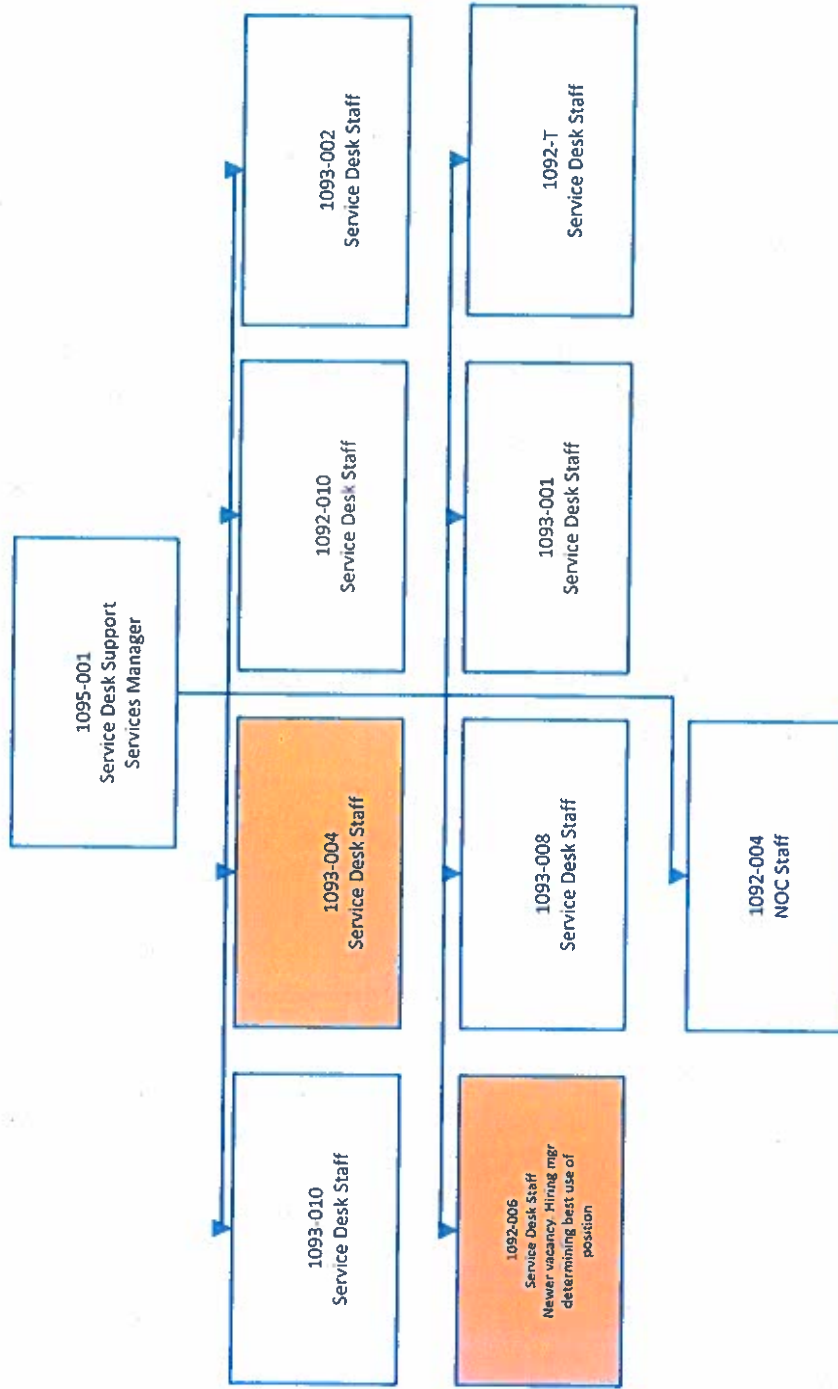 1095-001
Service Desk Support
Services Manager
1093-010
Service Desk Staff
1093-004
Service Desk Staff
1092-010
Service Desk Staff
1093-002
Service Desk Staff
1092-006
Service Desk Staff
Newer vacancy. Hiring mgr
determining best use of
position
1093-008
Service Desk Staff
1093-001
Service Desk Staff
1092-T
Service Desk Staff
1092-004
NOC Staff